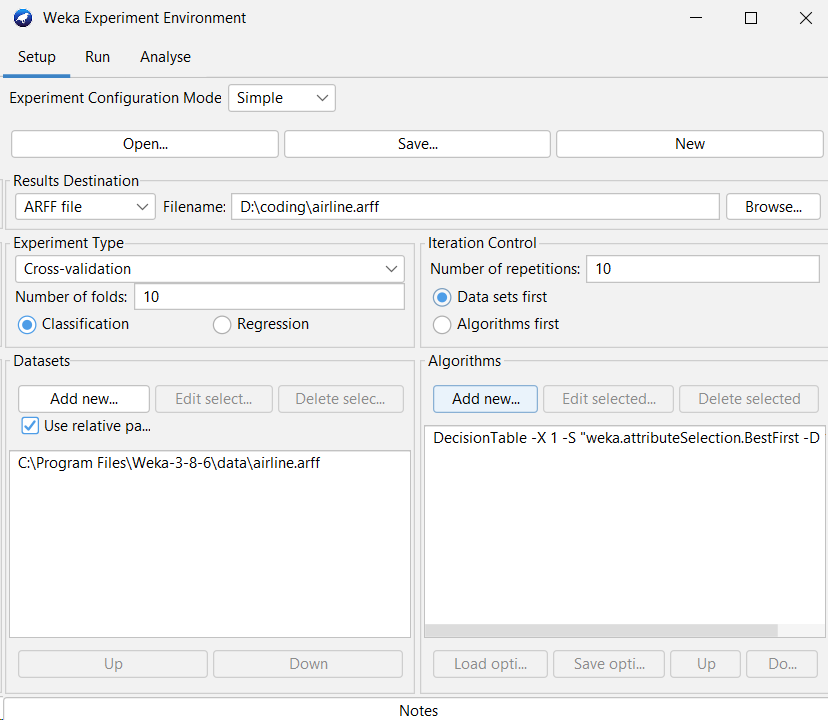 Weka Experiment Environment
Setup Run Analyse
Experiment Configuration Mode Simple
Open... Save... New
Results Destination
ARFF file Filename: D:\coding\airline.arff Browse...
Experiment Type
Cross-validation
Number of folds: 10
Classification Regression
Iteration Control
Number of repetitions: 10
Data sets first
Algorithms first
Datasets
Add new... Edit select... Delete selec...
Use relative pa...
C:\Program Files\Weka-3-8-6\data\airline.arff
Up Down
Algorithms
Add new... Edit selected... Delete selected
DecisionTable -X 1 -S "weka.attributeSelection.BestFirst -D
Load opti... Save opti... Up Do...
Notes